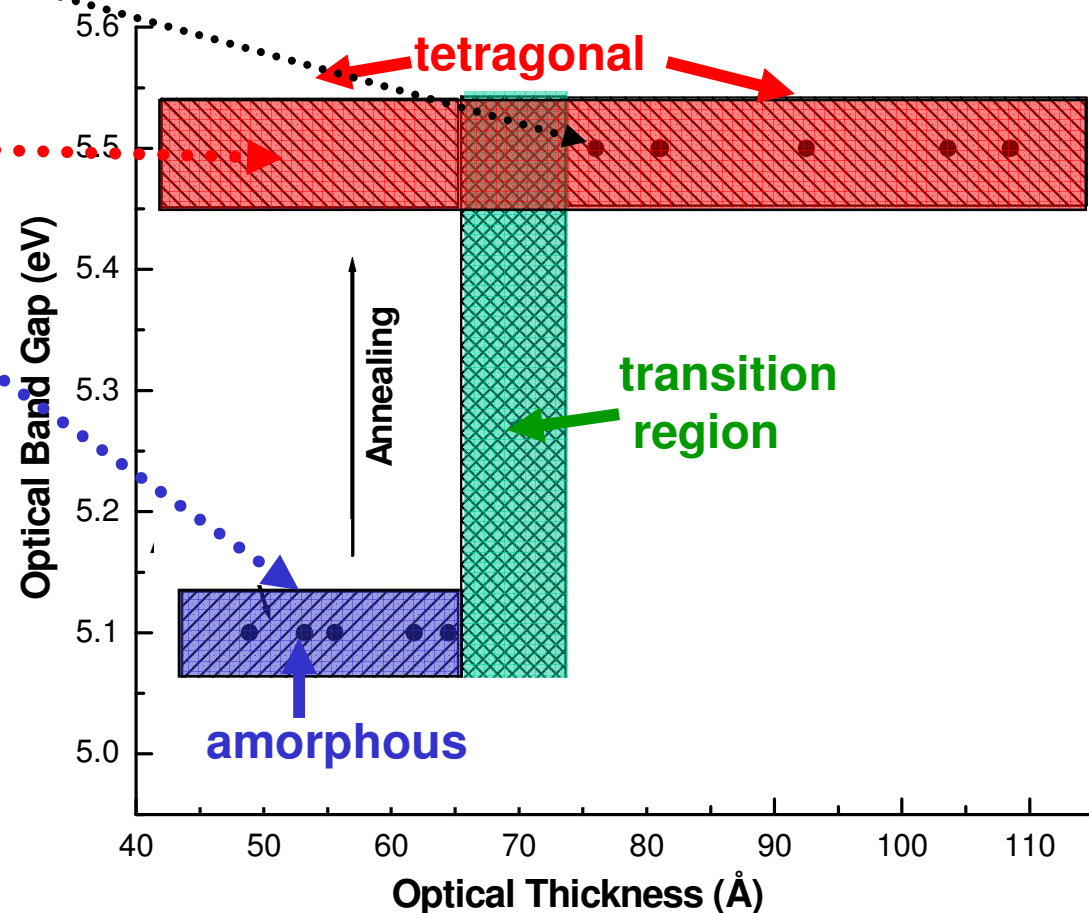 5.6
tetragonal
5.5
5.4
Optical Band Gap (eV)
Annealing
5.3
transition
region
5.2
5.1
amorphous
5.0
40 50 60 70 80 90 100 110
Optical Thickness (Å)